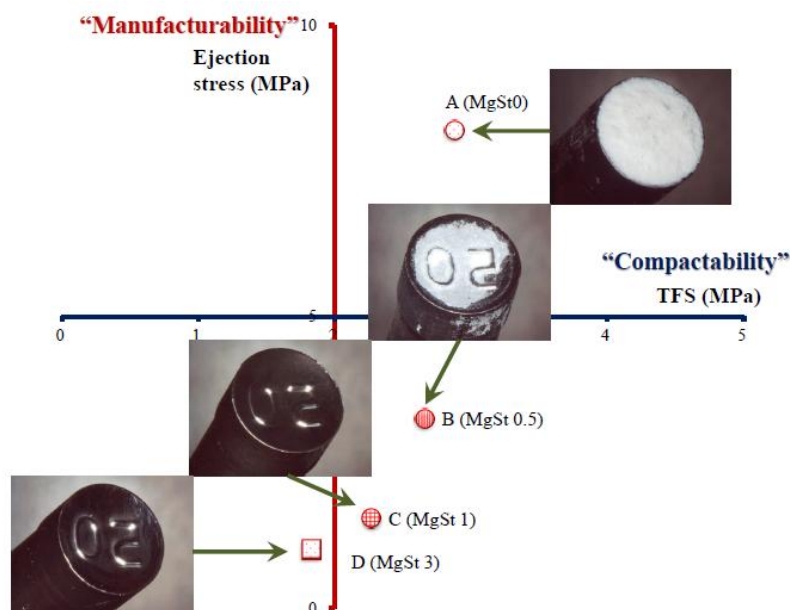 “Manufacturability”
10
Ejection
stress (MPa)
A (MgSt0)
“Compactability”
TFS (MPa)
0 1 5 2 4 5
B (MgSt 0.5)
C (MgSt 1)
D (MgSt 3)
0